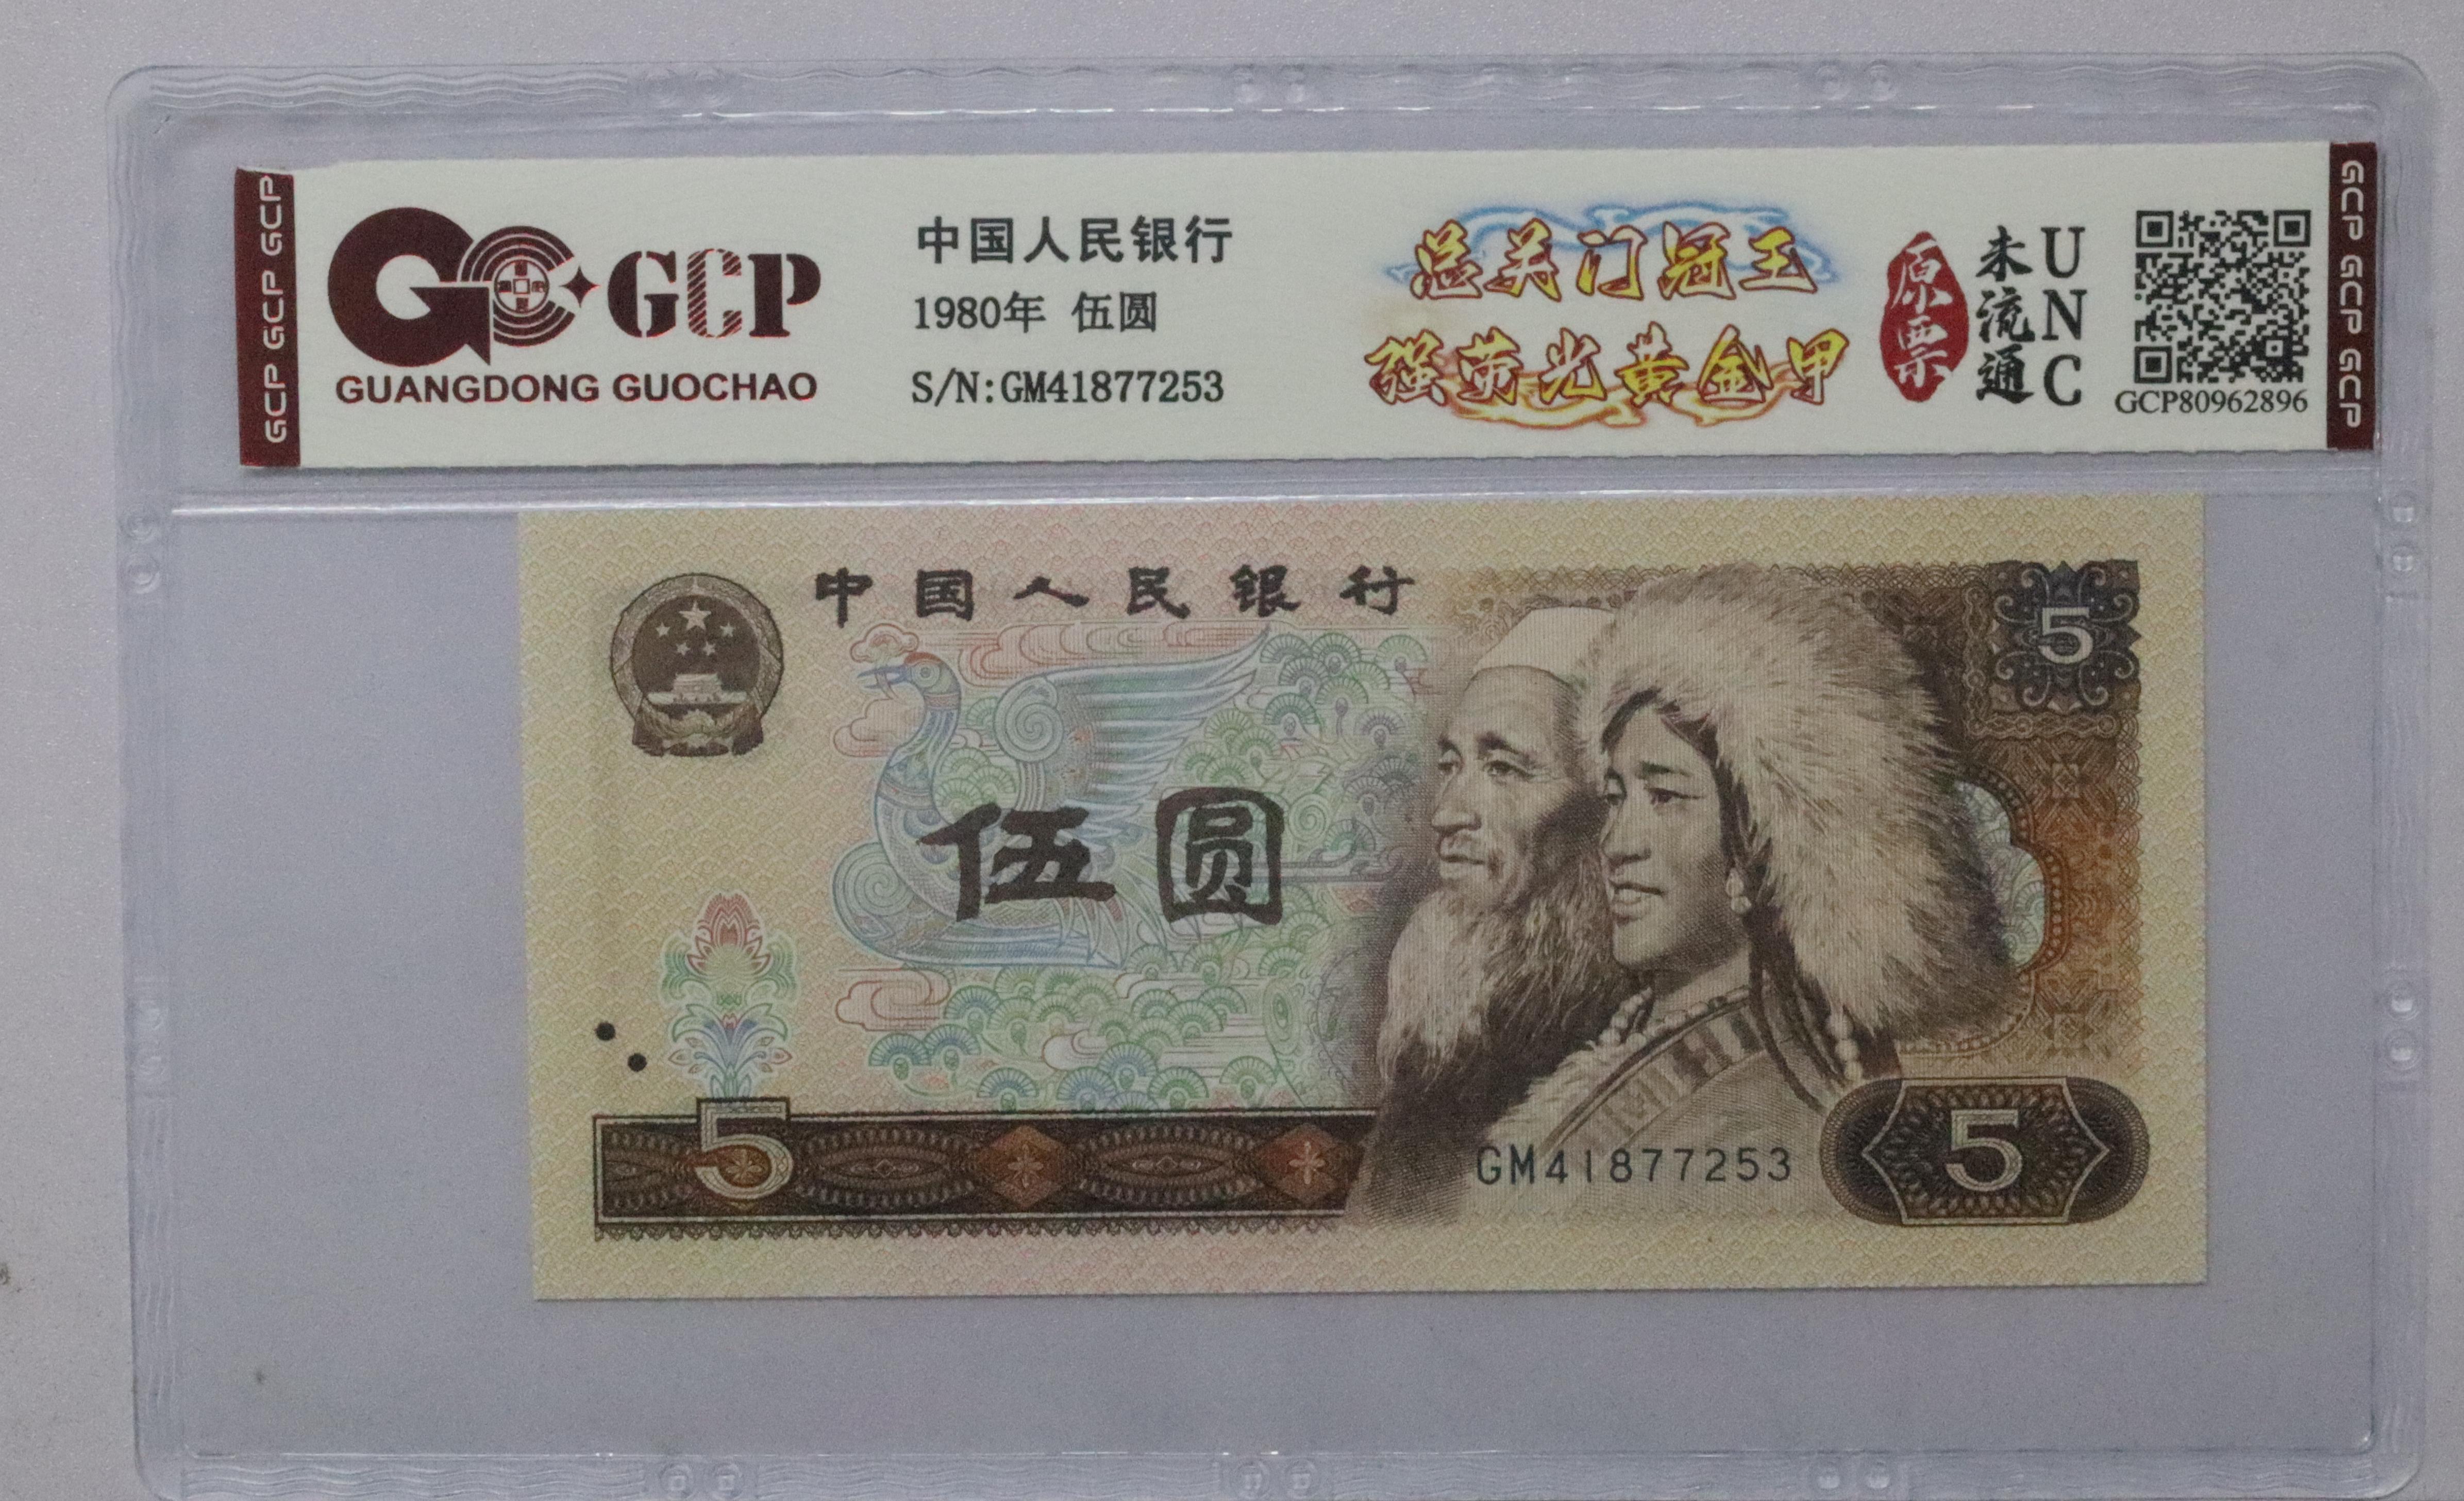 GCP GCP GCP
GCP
GUANGDONG GUOCHAO
中国人民银行
1980年 伍圆
S/N:GM41877253
总关门冠王
强荧光黄金甲
原票
未流通
UNC
GCP80962896
GCP GCP GCP
中国人民银行
5
伍圆
5
GM41877253
5